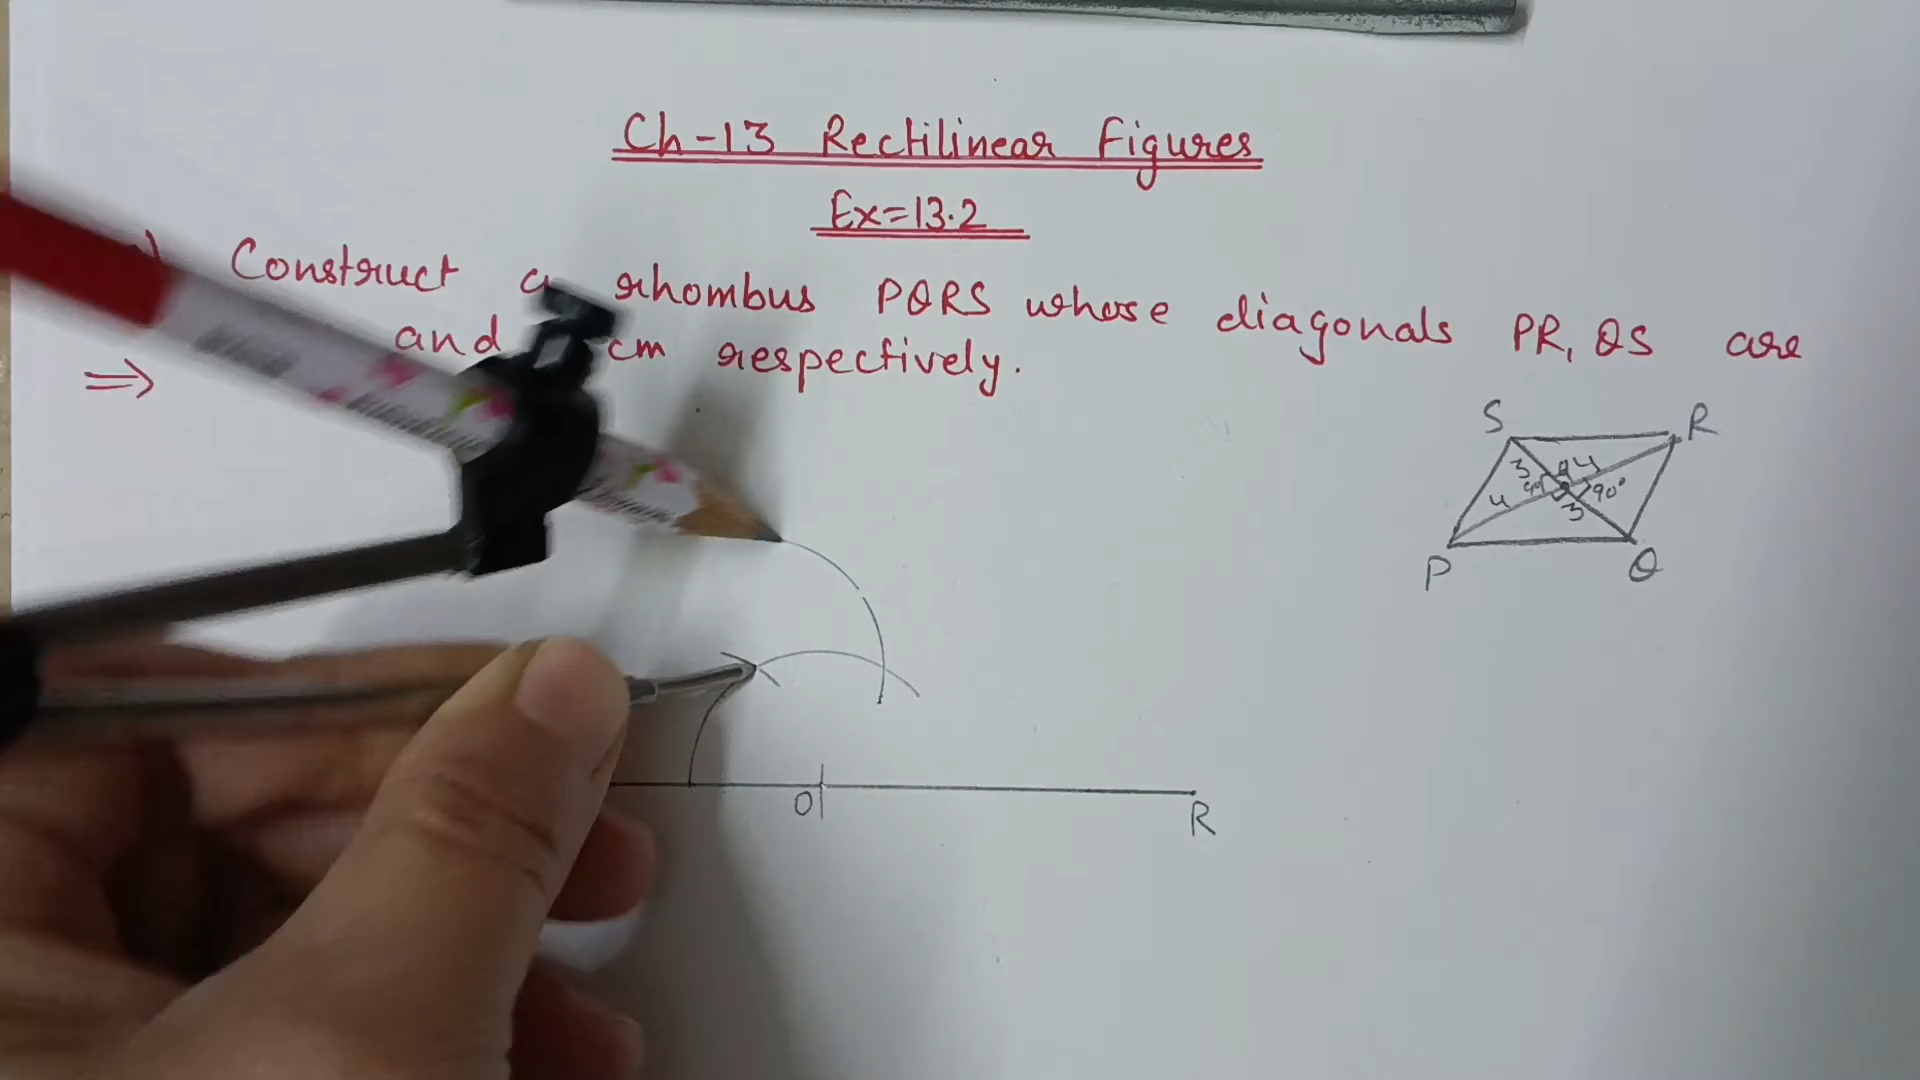 Ch-13 Rectilinear Figures
Ex=13.2
Construct a rhombus PQRS whose diagonals PR, QS are
and cm respectively.
⇒
S R
3 4
4 90°
3
P Q
O
R